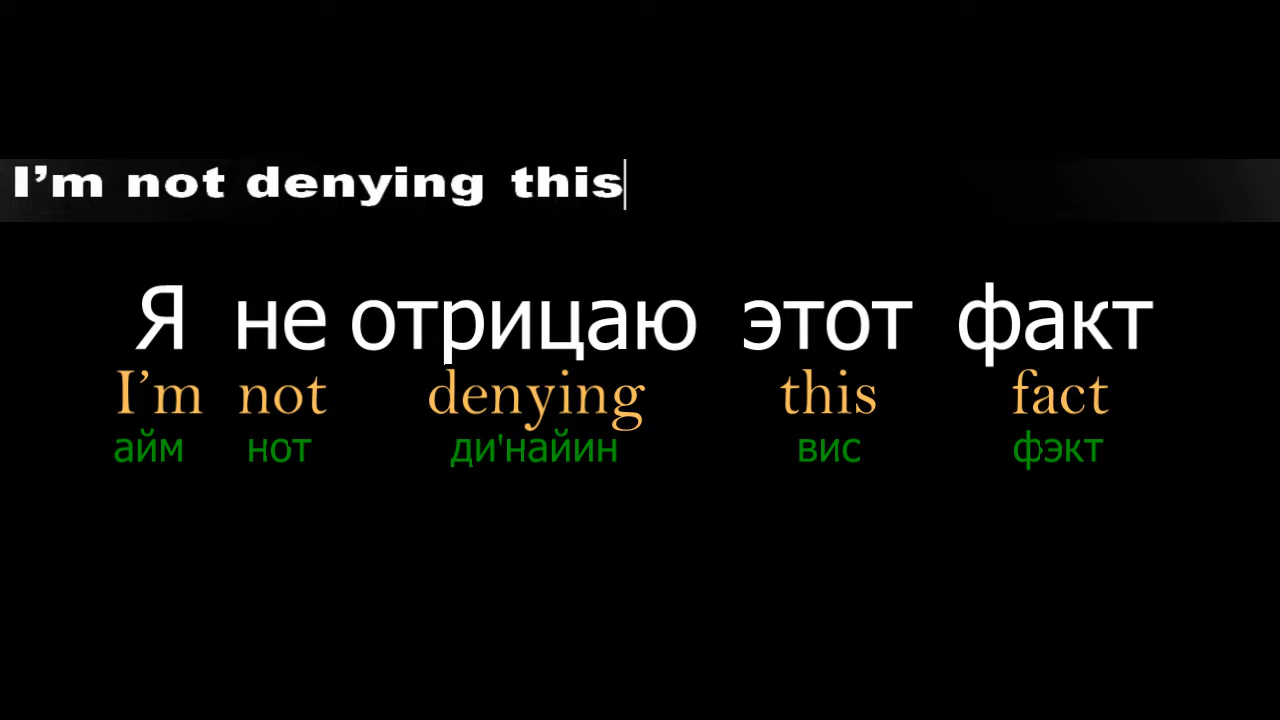 I’m not denying this
Я не отрицаю этот факт
I’m not denying this fact
айм нот ди'найин вис фэкт